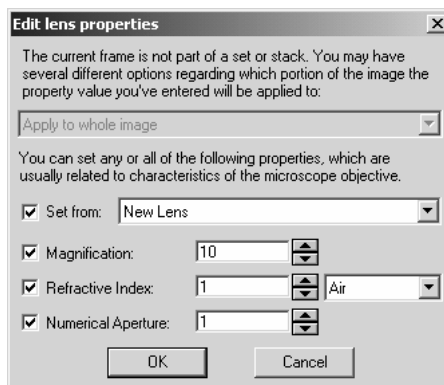 Edit lens properties
The current frame is not part of a set or stack. You may have
several different options regarding which portion of the image the
property value you've entered will be applied to:
Apply to whole image
You can set any or all of the following properties, which are
usually related to characteristics of the microscope objective.
Set from: New Lens
Magnification: 10
Refractive Index: 1 Air
Numerical Aperture: 1
OK Cancel